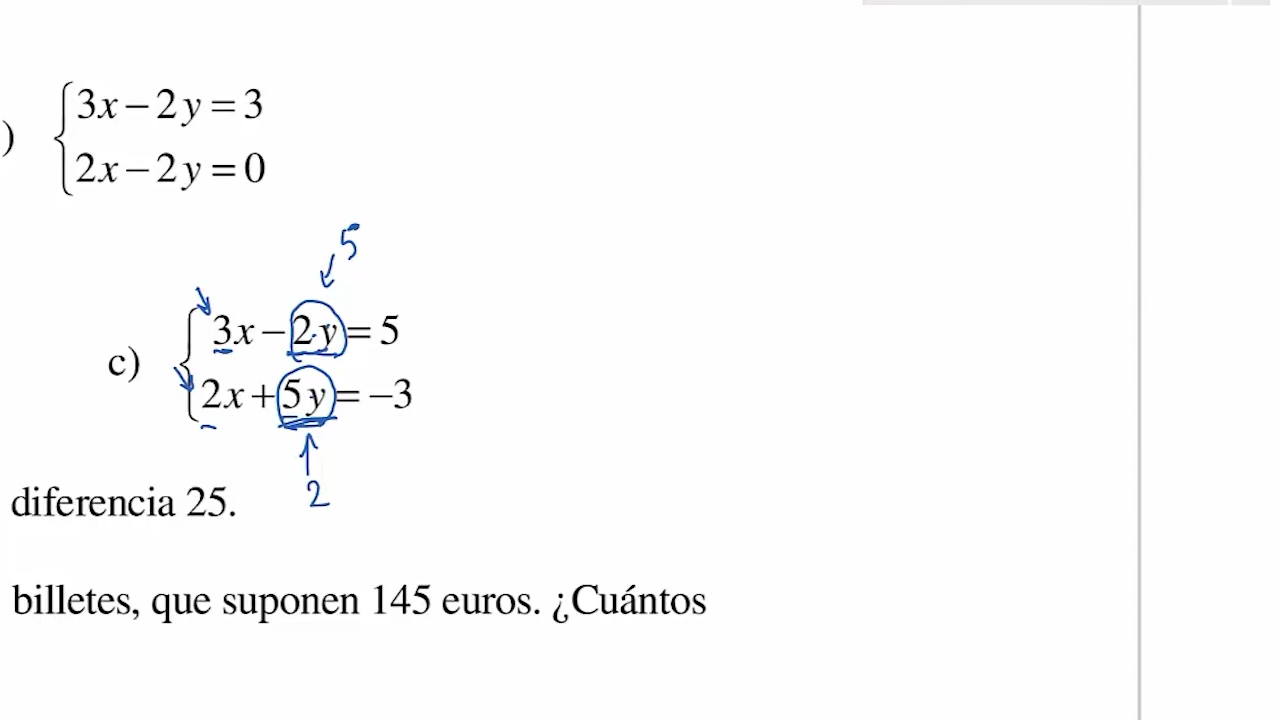 ) 3x − 2y = 3
2x − 2y = 0
5
3x − 2y = 5
c)
2x + 5y = −3
2
diferencia 25.
billetes, que suponen 145 euros. ¿Cuántos